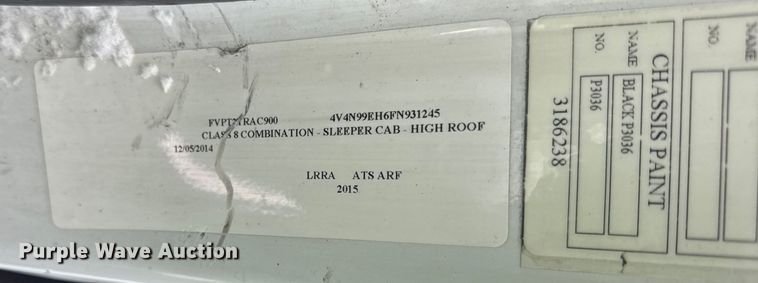 4V4N99EH6FN931245
CLASS 8 COMBINATION - SLEEPER CAB - HIGH ROOF
12/05/2014
LRRA ATS ARF
2015
CHASSIS PAINT
NAME BLACK P3036
NO. P3036
3186238
NAME
NO.
Purple Wave Auction